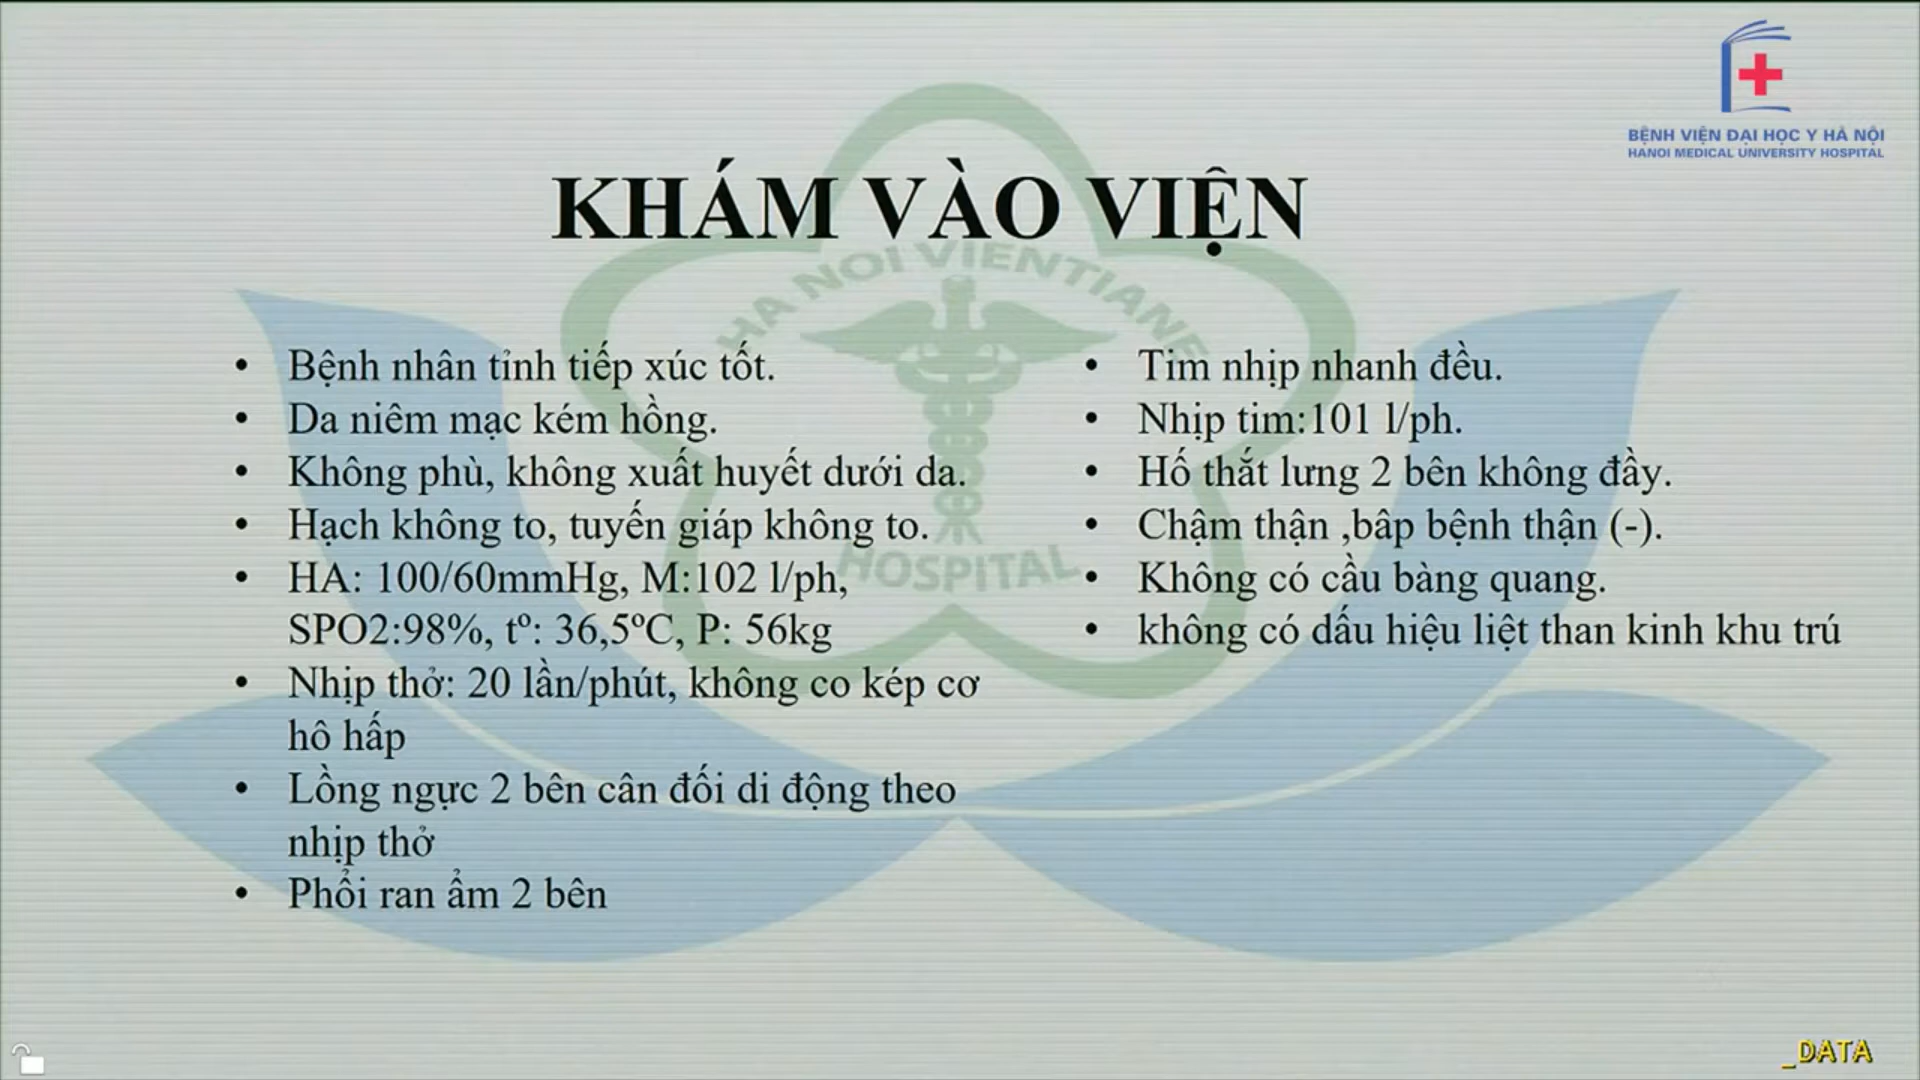 BỆNH VIỆN ĐẠI HỌC Y HÀ NỘI
HANOI MEDICAL UNIVERSITY HOSPITAL
KHÁM VÀO VIỆN
HA NOI VIENTIANE
HOSPITAL
• Bệnh nhân tỉnh tiếp xúc tốt.
• Da niêm mạc kém hồng.
• Không phù, không xuất huyết dưới da.
• Hạch không to, tuyến giáp không to.
• HA: 100/60mmHg, M:102 l/ph,
SPO2:98%, tº: 36,5ºC, P: 56kg
• Nhịp thở: 20 lần/phút, không co kép cơ
hô hấp
• Lồng ngực 2 bên cân đối di động theo
nhịp thở
• Phổi ran ẩm 2 bên
• Tim nhịp nhanh đều.
• Nhịp tim:101 l/ph.
• Hố thắt lưng 2 bên không đầy.
• Chậm thận ,bâp bệnh thận (-).
• Không có cầu bàng quang.
• không có dấu hiệu liệt than kinh khu trú
_DATA